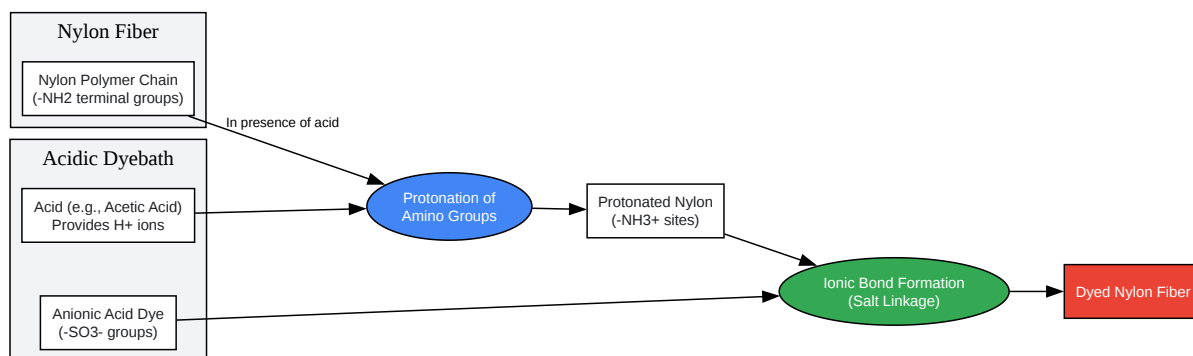 Nylon Fiber
Nylon Polymer Chain
(-NH2 terminal groups)
In presence of acid
Acidic Dyebath
Acid (e.g., Acetic Acid)
Provides H+ ions
Anionic Acid Dye
(-SO3- groups)
Protonation of
Amino Groups
Protonated Nylon
(-NH3+ sites)
Ionic Bond Formation
(Salt Linkage)
Dyed Nylon Fiber